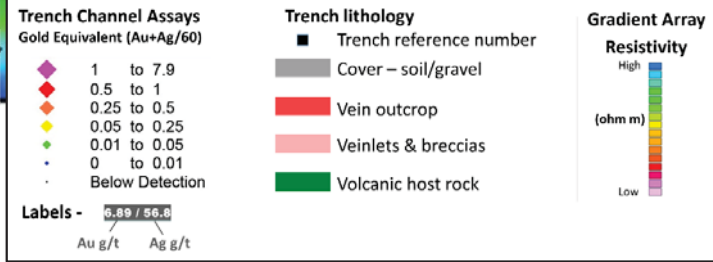 Trench Channel Assays
Gold Equivalent (Au+Ag/60)
1 to 7.9
0.5 to 1
0.25 to 0.5
0.05 to 0.25
0.01 to 0.05
0 to 0.01
Below Detection
Labels - 6.89 / 56.8
Au g/t Ag g/t
Trench lithology
Trench reference number
Cover – soil/gravel
Vein outcrop
Veinlets & breccias
Volcanic host rock
Gradient Array
Resistivity
High
(ohm m)
Low